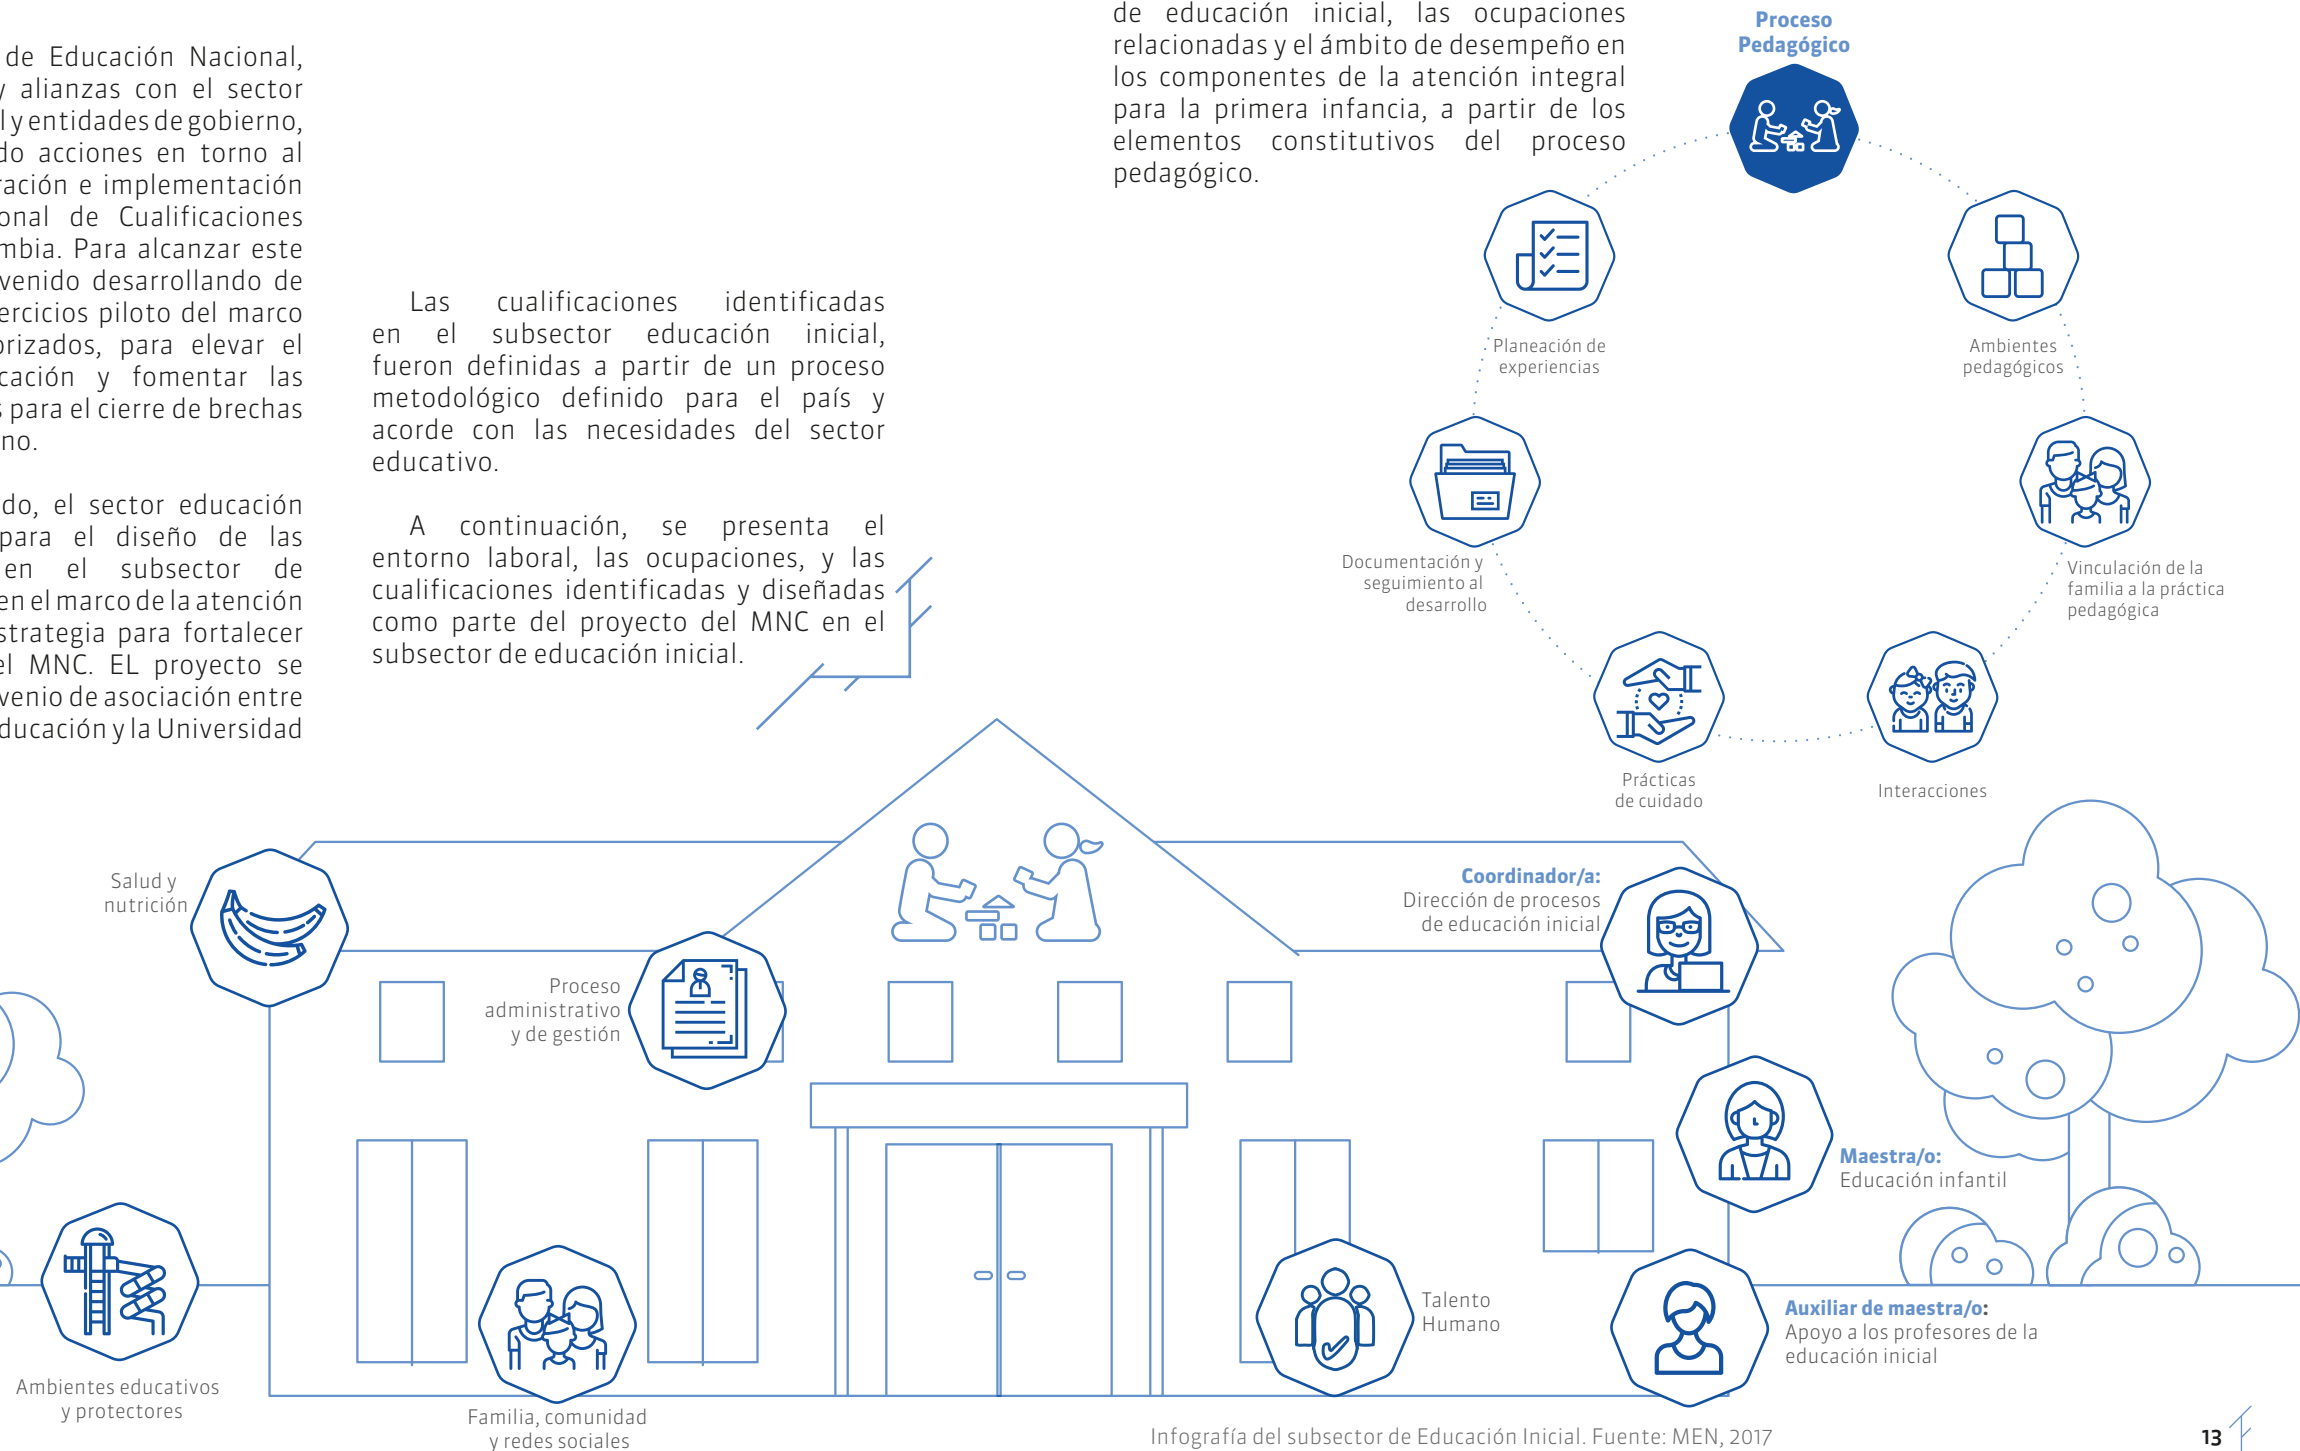 de Educación Nacional,
y alianzas con el sector
l y entidades de gobierno,
do acciones en torno al
ración e implementación
onal de Cualificaciones
mbia. Para alcanzar este
venido desarrollando de
ercicios piloto del marco
orizados, para elevar el
cación y fomentar las
s para el cierre de brechas
no.
do, el sector educación
para el diseño de las
en el subsector de
en el marco de la atención
strategia para fortalecer
el MNC. EL proyecto se
venio de asociación entre
ducación y la Universidad
Las cualificaciones identificadas
en el subsector educación inicial,
fueron definidas a partir de un proceso
metodológico definido para el país y
acorde con las necesidades del sector
educativo.
A continuación, se presenta el
entorno laboral, las ocupaciones, y las
cualificaciones identificadas y diseñadas
como parte del proyecto del MNC en el
subsector de educación inicial.
de educación inicial, las ocupaciones
relacionadas y el ámbito de desempeño en
los componentes de la atención integral
para la primera infancia, a partir de los
elementos constitutivos del proceso
pedagógico.
Proceso
Pedagógico
Planeación de
experiencias
Ambientes
pedagógicos
Documentación y
seguimiento al
desarrollo
Vinculación de la
familia a la práctica
pedagógica
Prácticas
de cuidado
Interacciones
Salud y
nutrición
Proceso
administrativo
y de gestión
Coordinador/a:
Dirección de procesos
de educación inicial
Maestra/o:
Educación infantil
Auxiliar de maestra/o:
Apoyo a los profesores de la
educación inicial
Talento
Humano
Ambientes educativos
y protectores
Familia, comunidad
y redes sociales
Infografía del subsector de Educación Inicial. Fuente: MEN, 2017
13